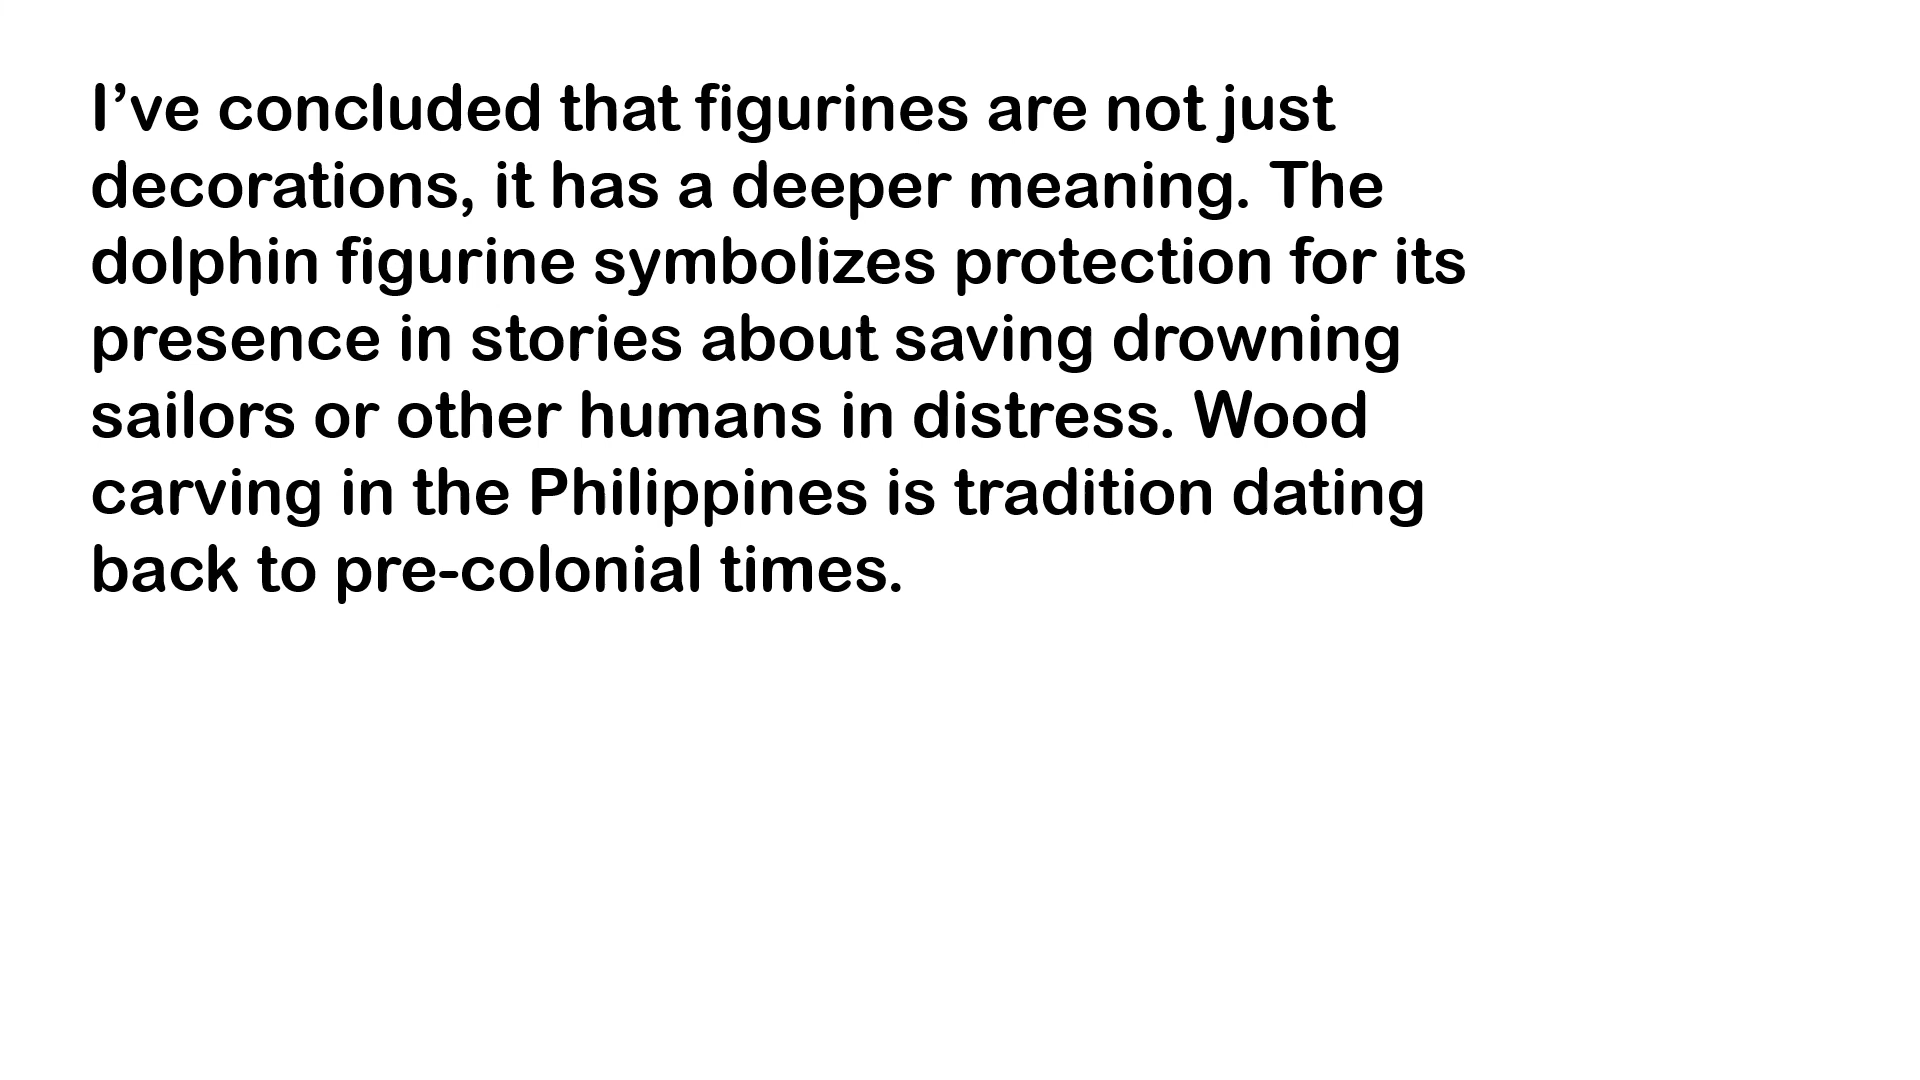 I’ve concluded that figurines are not just
decorations, it has a deeper meaning. The
dolphin figurine symbolizes protection for its
presence in stories about saving drowning
sailors or other humans in distress. Wood
carving in the Philippines is tradition dating
back to pre-colonial times.